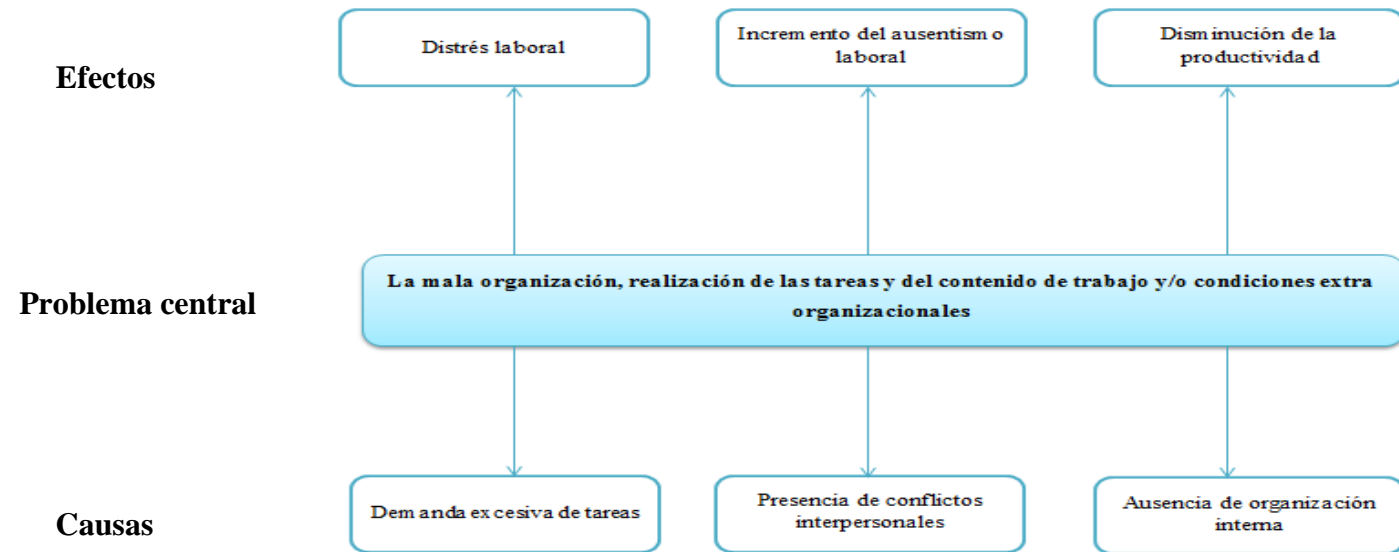 Efectos
Distrés laboral
Incremento del ausentismo
laboral
Disminución de la
productividad
Problema central
La mala organización, realización de las tareas y del contenido de trabajo y/o condiciones extra
organizacionales
Causas
Demanda excesiva de tareas
Presencia de conflictos
interpersonales
Ausencia de organización
interna